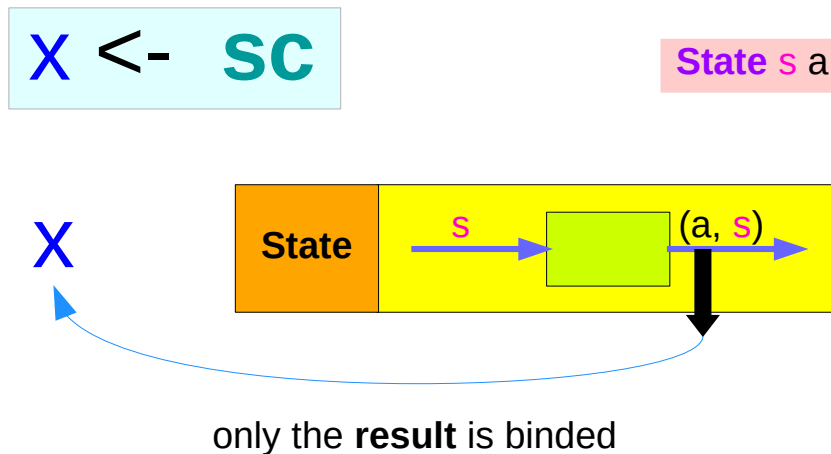 x <- sc
State s a
x
State
s
(a, s)
only the result is binded